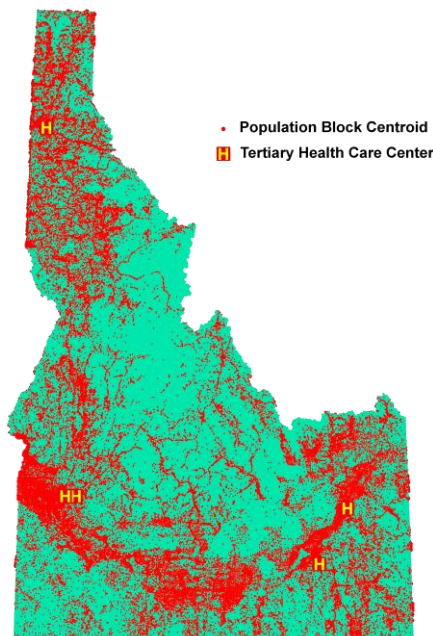 H
Population Block Centroid
H Tertiary Health Care Center
HH
H
H